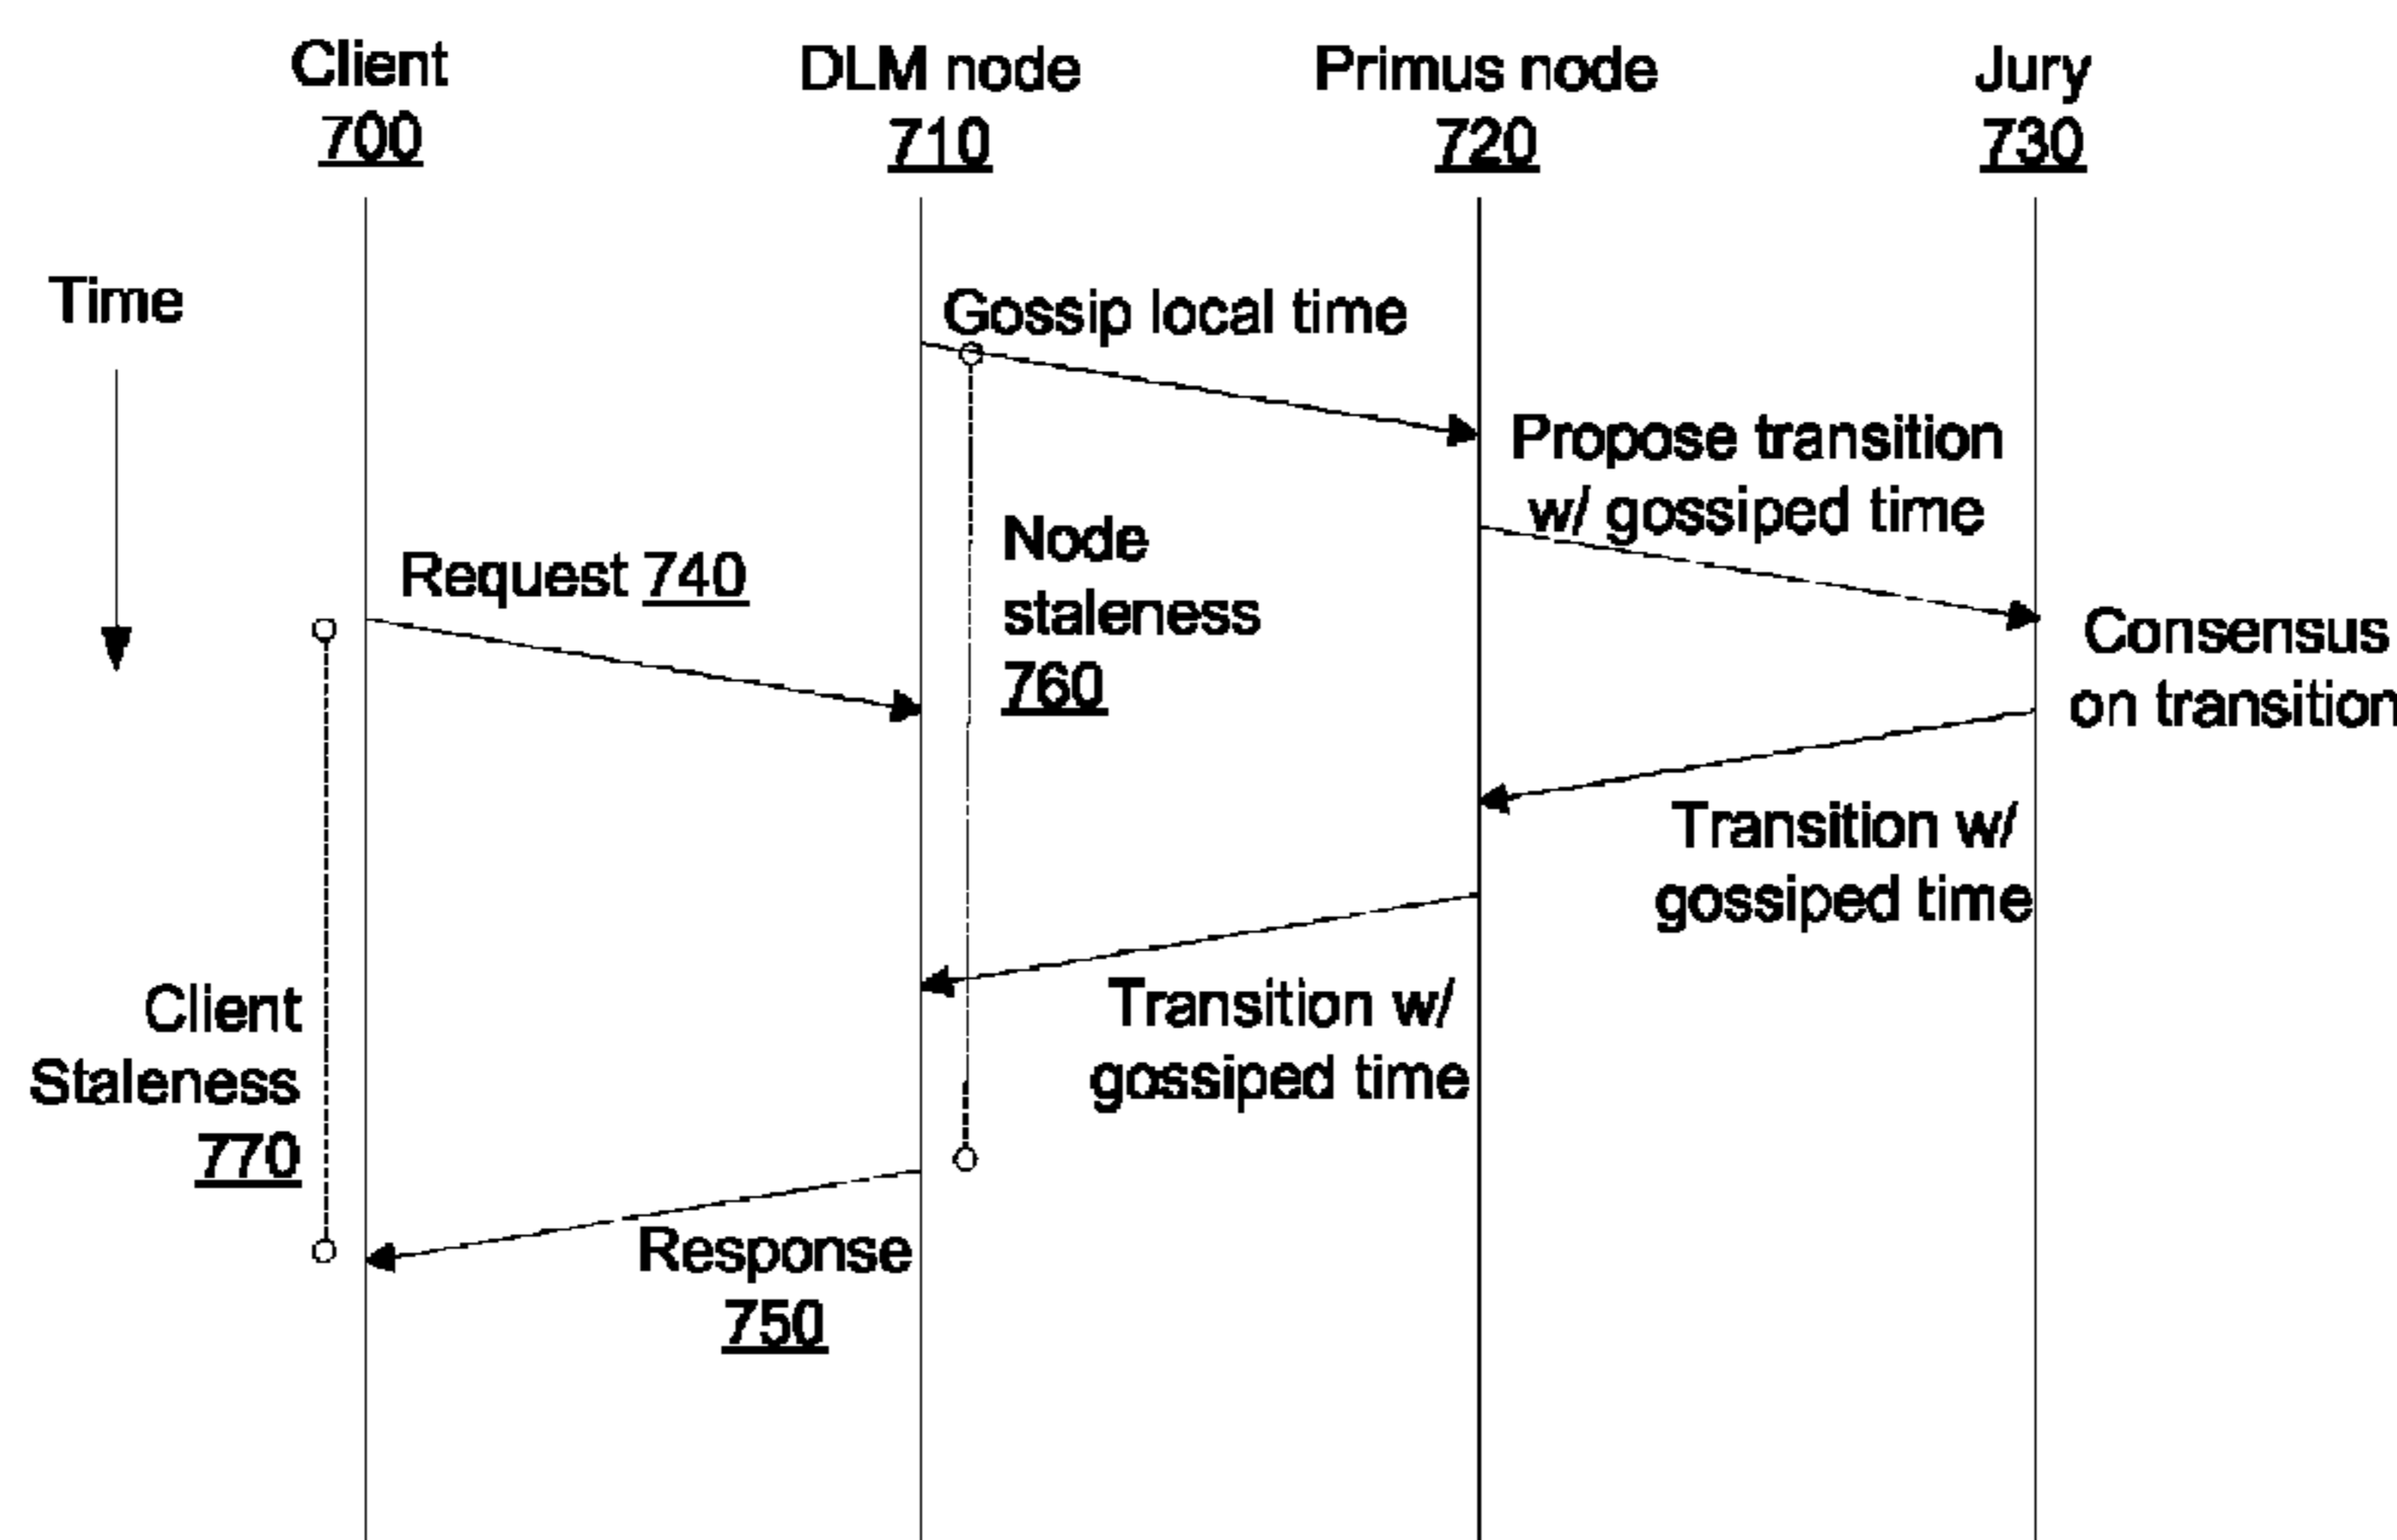 Client
700
DLM node
710
Primus node
720
Jury
730
Time
Gossip local time
Propose transition
w/ gossiped time
Request 740
Node
staleness
760
Consensus
on transition
Transition w/
gossiped time
Client
Staleness
770
Transition w/
gossiped time
Response
750